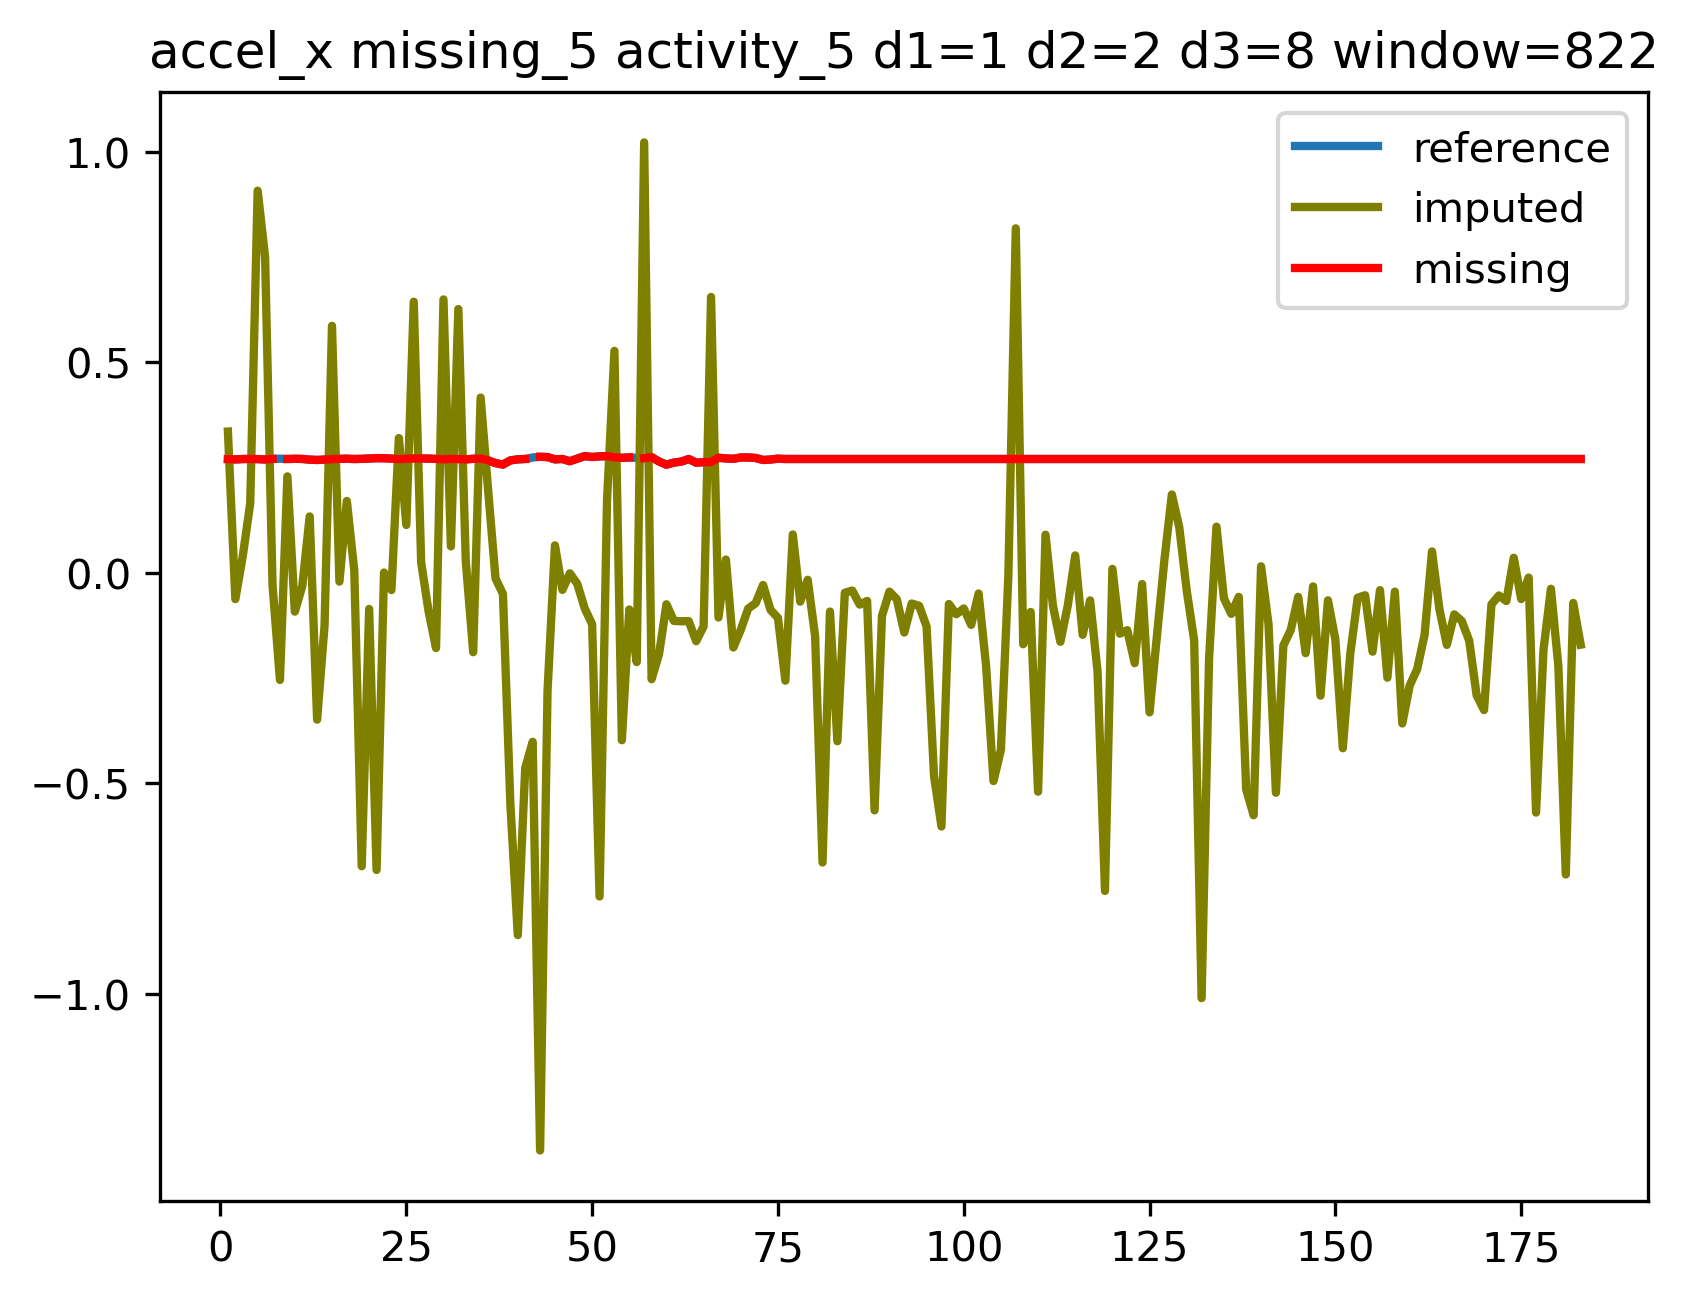 accel_x missing_5 activity_5 d1=1 d2=2 d3=8 window=822
reference
imputed
missing
1.0
0.5
0.0
−0.5
−1.0
0 25 50 75 100 125 150 175